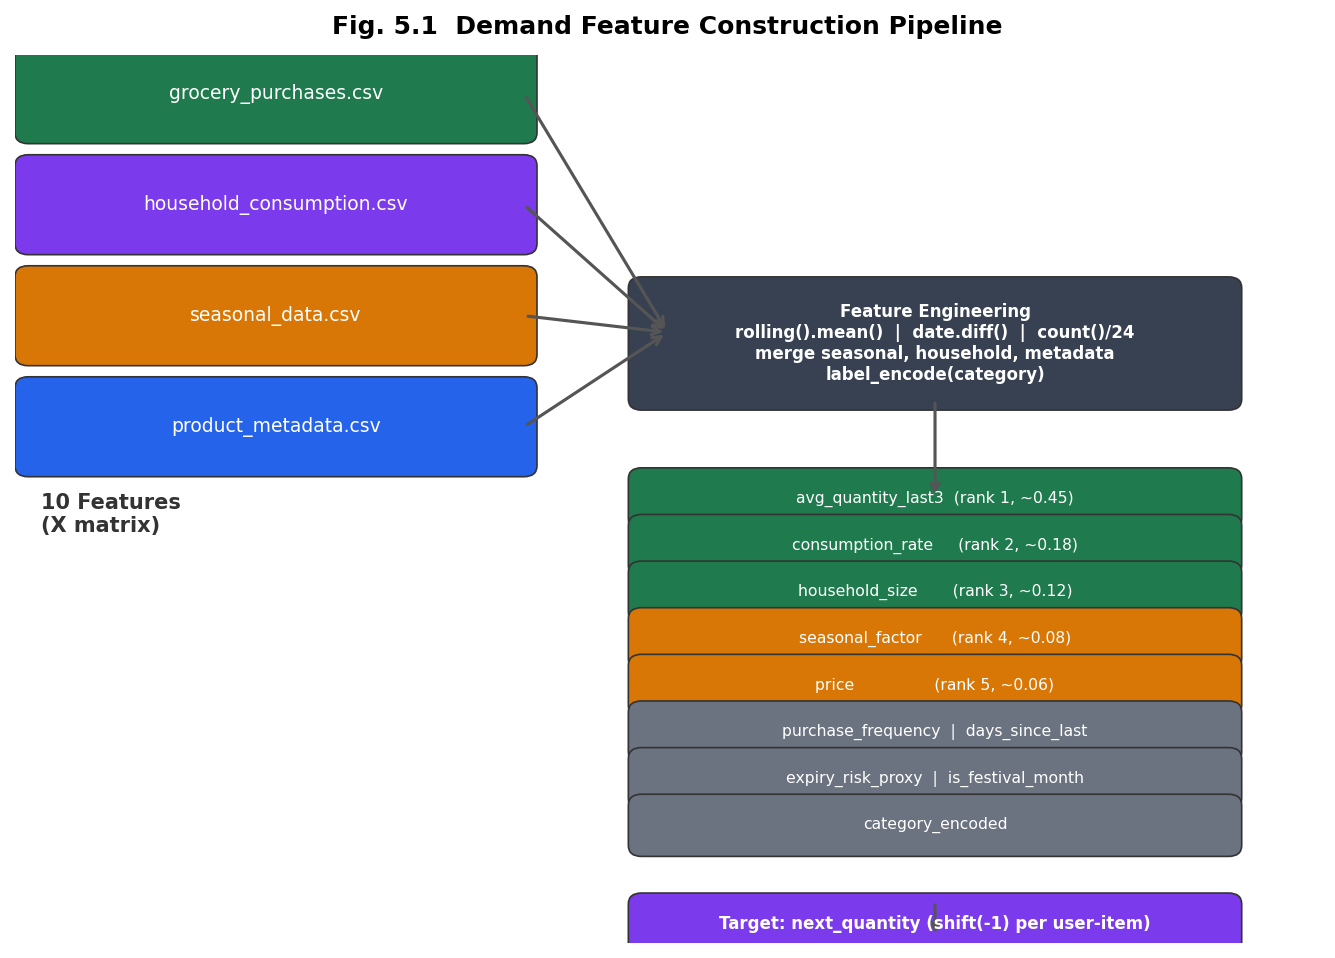 Fig. 5.1  Demand Feature Construction Pipeline
grocery_purchases.csv
household_consumption.csv
seasonal_data.csv
product_metadata.csv
10 Features
(X matrix)
Feature Engineering
rolling().mean()  |  date.diff()  |  count()/24
merge seasonal, household, metadata
label_encode(category)
avg_quantity_last3  (rank 1, ~0.45)
consumption_rate     (rank 2, ~0.18)
household_size       (rank 3, ~0.12)
seasonal_factor      (rank 4, ~0.08)
price                (rank 5, ~0.06)
purchase_frequency  |  days_since_last
expiry_risk_proxy  |  is_festival_month
category_encoded
Target: next_quantity (shift(-1) per user-item)